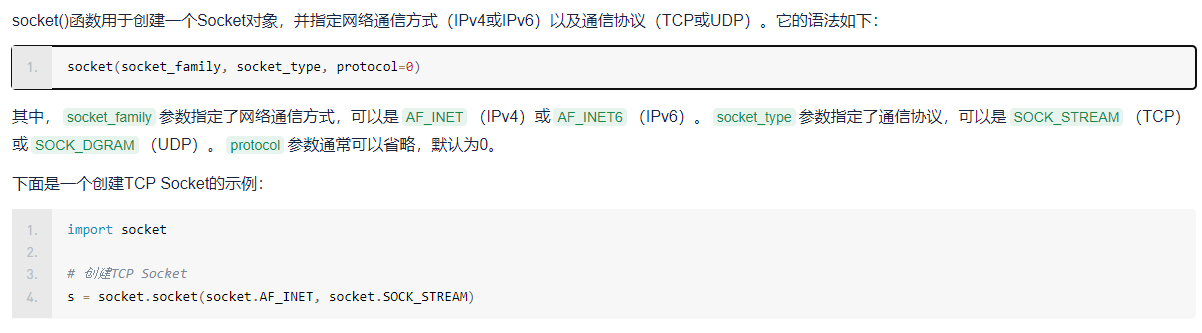 socket()函数用于创建一个Socket对象，并指定网络通信方式（IPv4或IPv6）以及通信协议（TCP或UDP）。它的语法如下：
1. socket(socket_family, socket_type, protocol=0)
其中， socket_family 参数指定了网络通信方式，可以是 AF_INET （IPv4）或 AF_INET6 （IPv6）。 socket_type 参数指定了通信协议，可以是 SOCK_STREAM （TCP）
或 SOCK_DGRAM （UDP）。 protocol 参数通常可以省略，默认为0。
下面是一个创建TCP Socket的示例：
1. import socket
2.
3. # 创建TCP Socket
4. s = socket.socket(socket.AF_INET, socket.SOCK_STREAM)